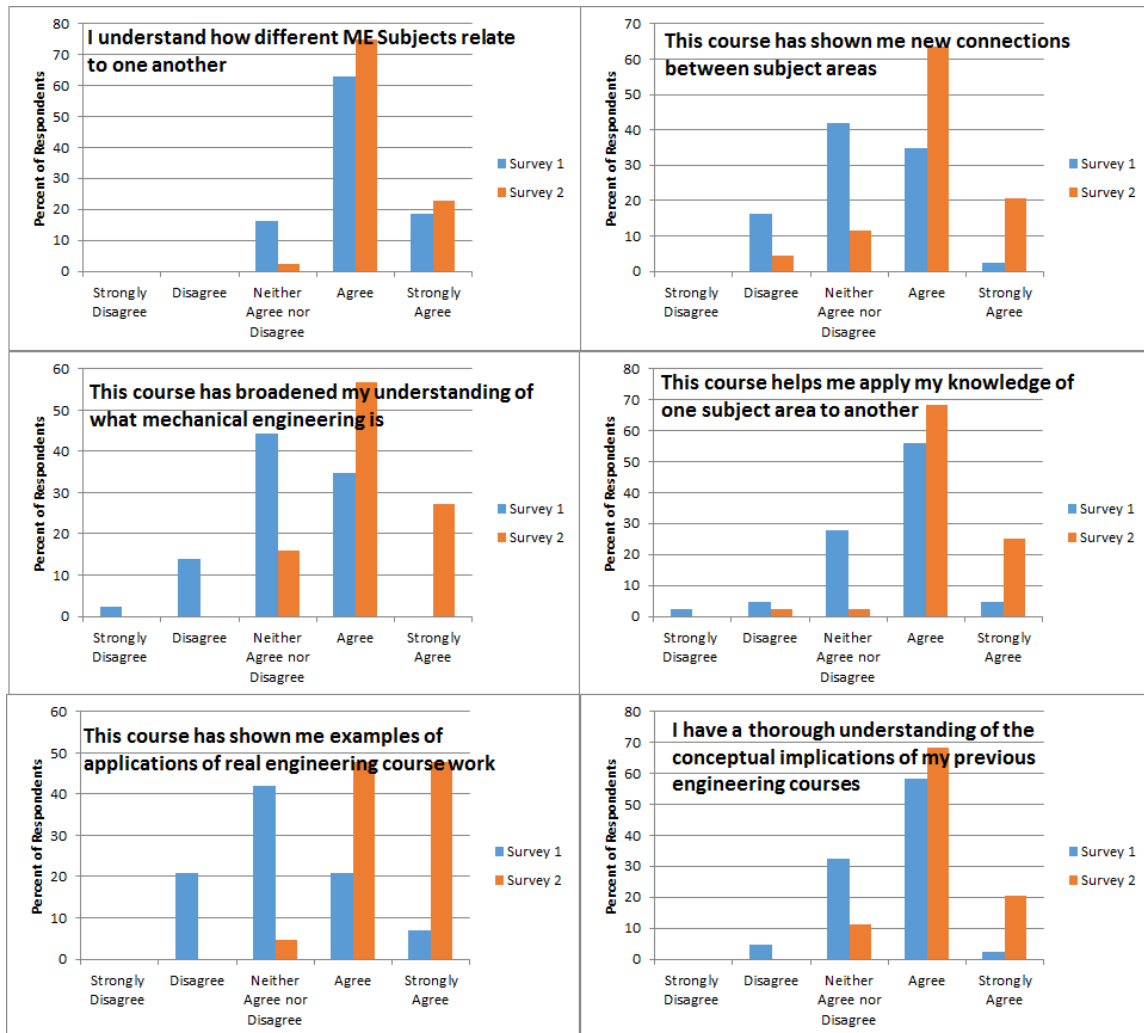 I understand how different ME Subjects relate
to one another
Percent of Respondents
80
70
60
50
40
30
20
10
0
Strongly
Disagree
Disagree
Neither
Agree nor
Disagree
Agree
Strongly
Agree
Survey 1
Survey 2
This course has shown me new connections
between subject areas
Percent of Respondents
70
60
50
40
30
20
10
0
Strongly
Disagree
Disagree
Neither
Agree nor
Disagree
Agree
Strongly
Agree
Survey 1
Survey 2
This course has broadened my understanding of
what mechanical engineering is
Percent of Respondents
60
50
40
30
20
10
0
Strongly
Disagree
Disagree
Neither
Agree nor
Disagree
Agree
Strongly
Agree
Survey 1
Survey 2
This course helps me apply my knowledge of
one subject area to another
Percent of Respondents
80
70
60
50
40
30
20
10
0
Strongly
Disagree
Disagree
Neither
Agree nor
Disagree
Agree
Strongly
Agree
Survey 1
Survey 2
This course has shown me examples of
applications of real engineering course work
Percent of Respondents
60
50
40
30
20
10
0
Strongly
Disagree
Disagree
Neither
Agree nor
Disagree
Agree
Strongly
Agree
Survey 1
Survey 2
I have a thorough understanding of the
conceptual implications of my previous
engineering courses
Percent of Respondents
80
70
60
50
40
30
20
10
0
Strongly
Disagree
Disagree
Neither
Agree nor
Disagree
Agree
Strongly
Agree
Survey 1
Survey 2